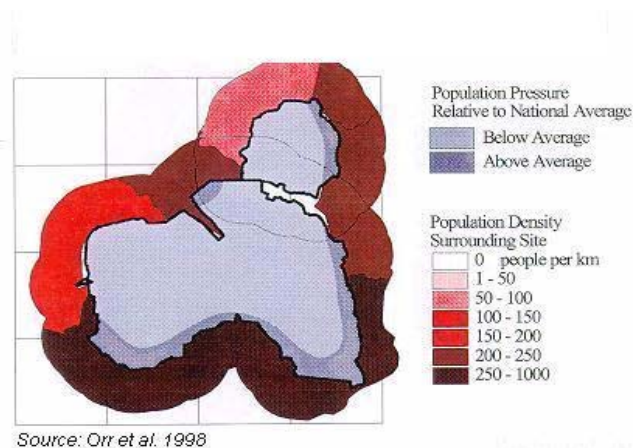 Population Pressure
Relative to National Average
Below Average
Above Average
Population Density
Surrounding Site
0 people per km
1 - 50
50 - 100
100 - 150
150 - 200
200 - 250
250 - 1000
Source: Orr et al. 1998